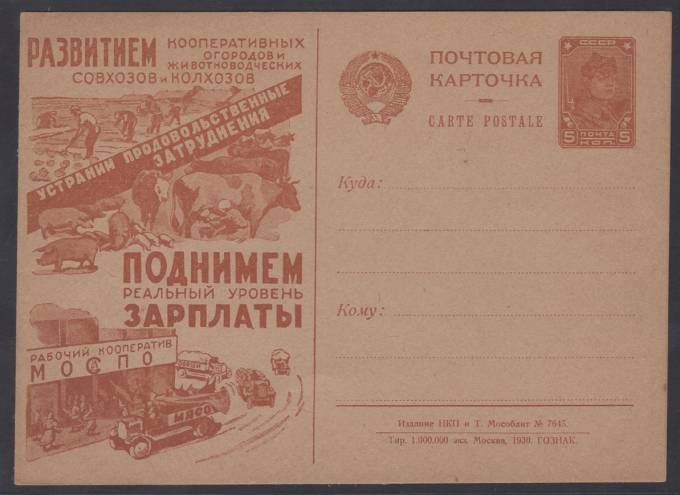 РАЗВИТИЕМ КООПЕРАТИВНЫХ
ОГОРОДОВ И
ЖИВОТНОВОДЧЕСКИХ
СОВХОЗОВ и КОЛХОЗОВ
УСТРАНИМ ПРОДОВОЛЬСТВЕННЫЕ
ЗАТРУДНЕНИЯ
ПОДНИМЕМ
РЕАЛЬНЫЙ УРОВЕНЬ
ЗАРПЛАТЫ
РАБОЧИЙ КООПЕРАТИВ
МОСПО
МЯСО
ПОЧТОВАЯ
КАРТОЧКА
CARTE POSTALE
СССР
5 ПОЧТА 5
КОП.
Куда:
Кому:
Издание НКП и Т. Мособлит № 7645.
Тир. 1.000.000 экз. Москва, 1930. ГОЗНАК.